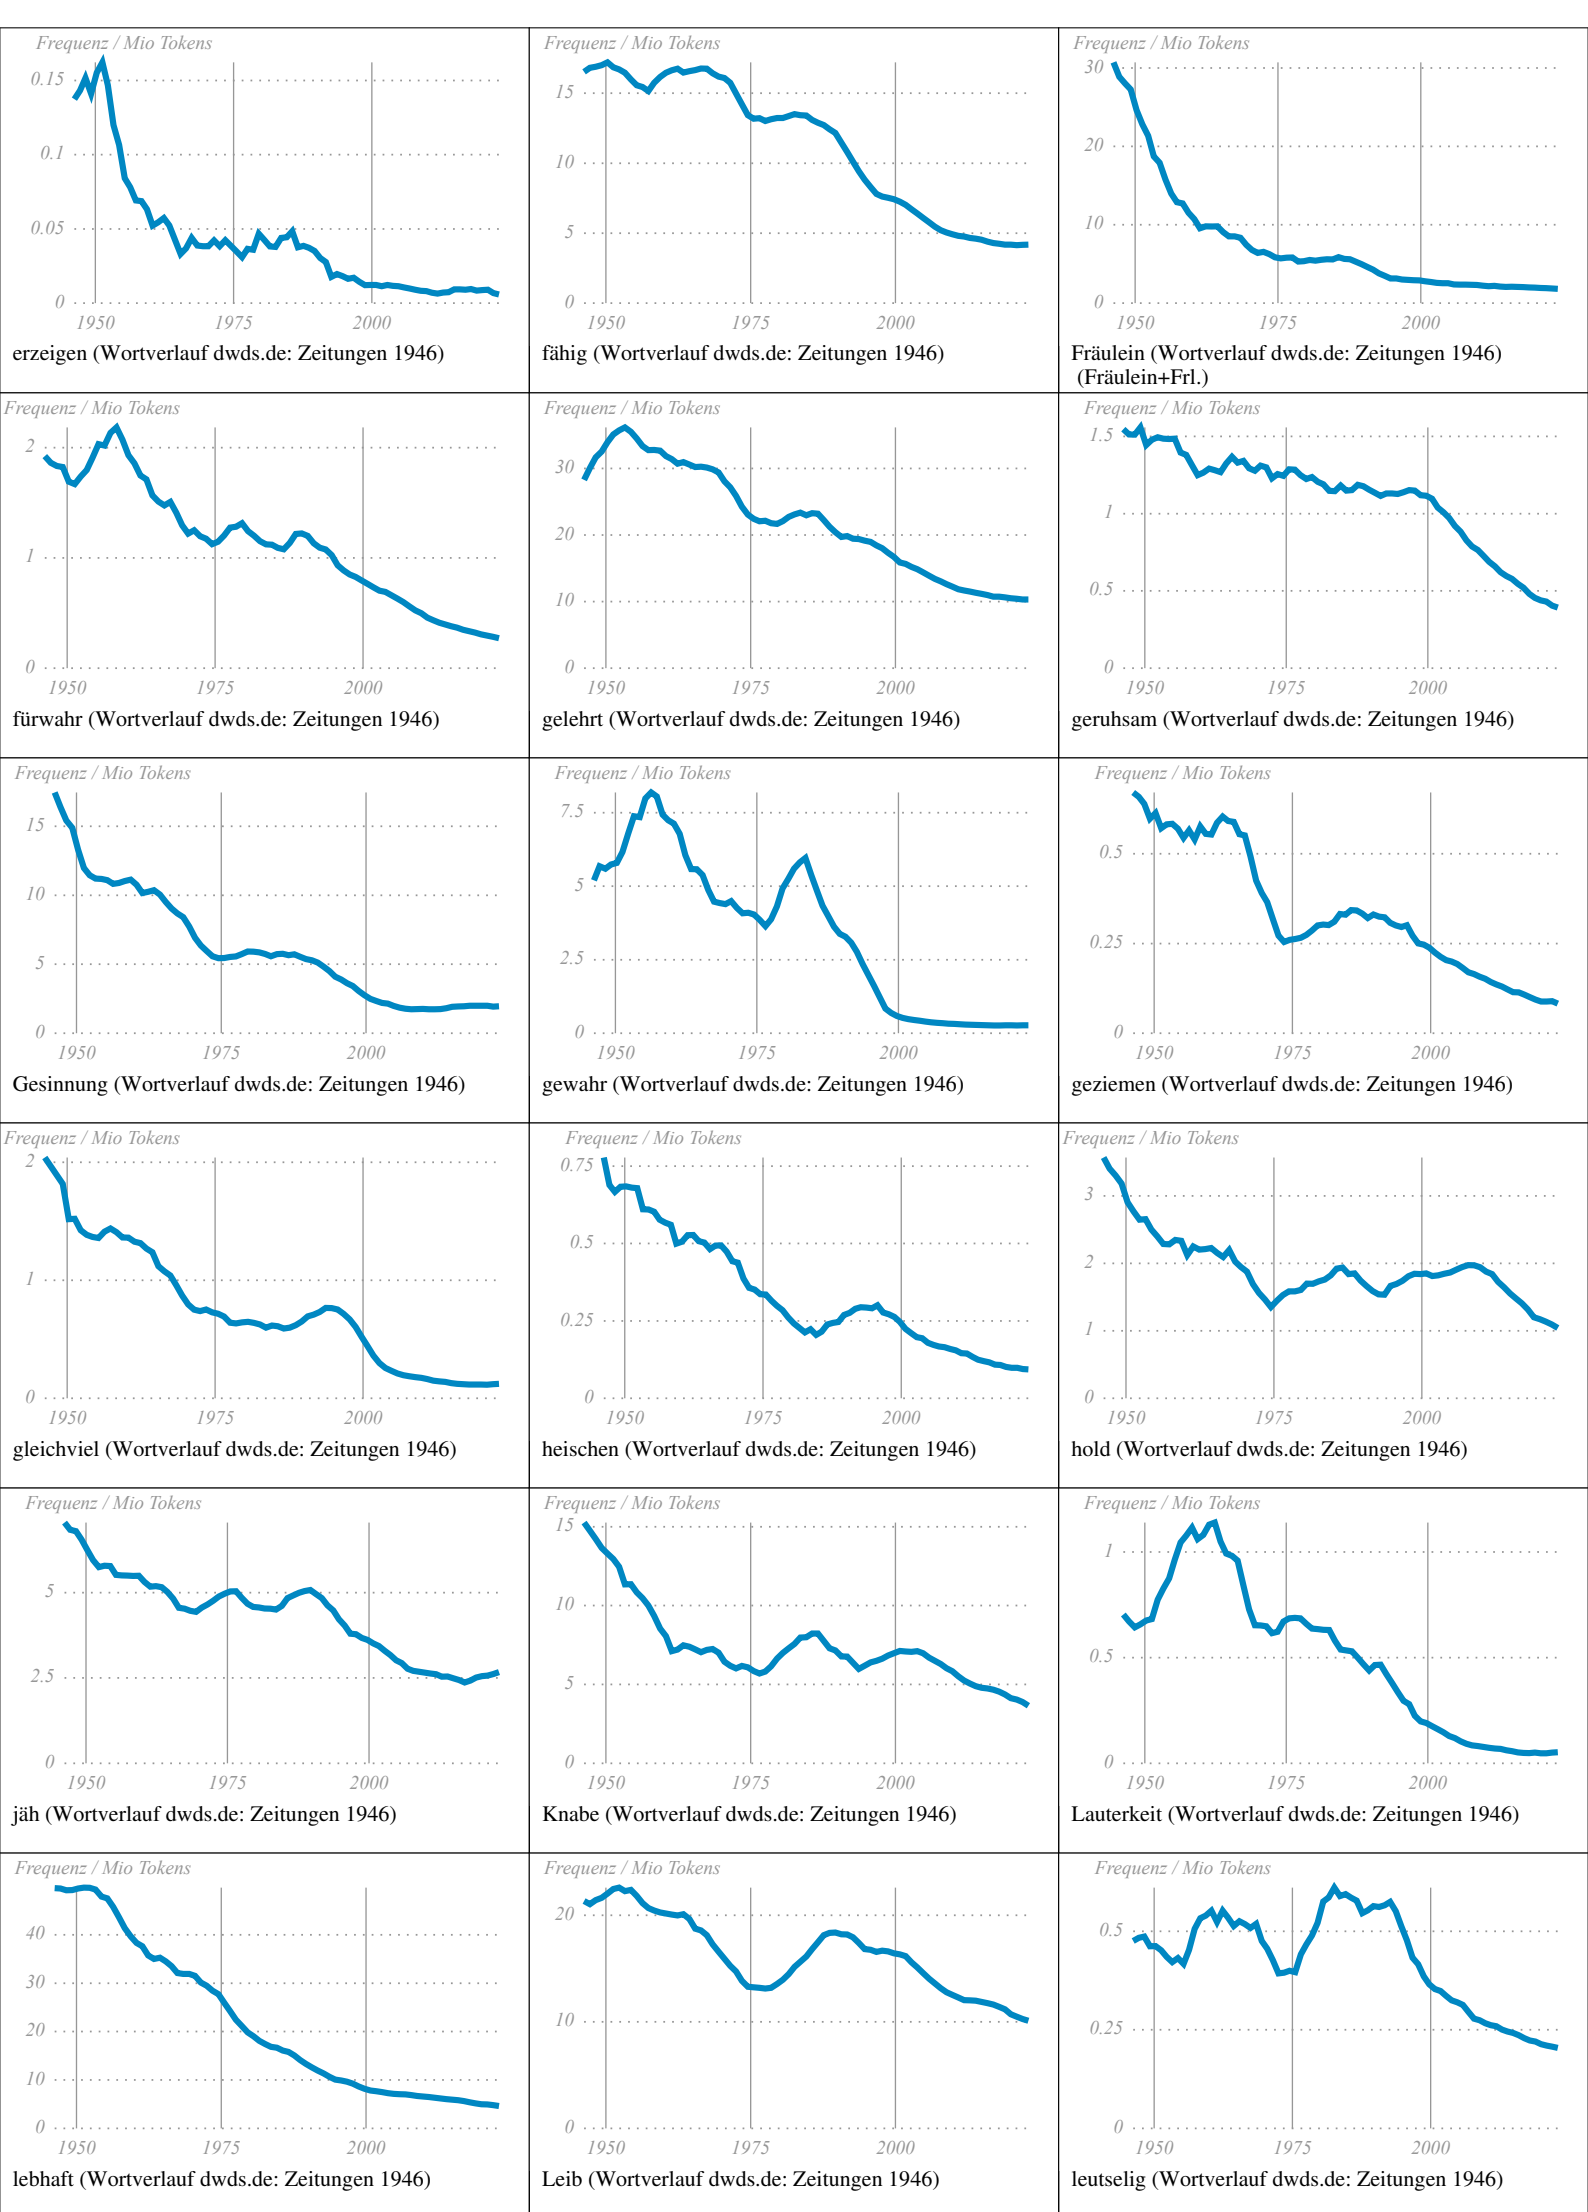 Frequenz / Mio Tokens
0.15
0.1
0.05
0
1950 1975 2000
erzeigen (Wortverlauf dwds.de: Zeitungen 1946)
Frequenz / Mio Tokens
15
10
5
0
1950 1975 2000
fähig (Wortverlauf dwds.de: Zeitungen 1946)
Frequenz / Mio Tokens
30
20
10
0
1950 1975 2000
Fräulein (Wortverlauf dwds.de: Zeitungen 1946)
(Fräulein+Frl.)
Frequenz / Mio Tokens
2
1
0
1950 1975 2000
fürwahr (Wortverlauf dwds.de: Zeitungen 1946)
Frequenz / Mio Tokens
30
20
10
0
1950 1975 2000
gelehrt (Wortverlauf dwds.de: Zeitungen 1946)
Frequenz / Mio Tokens
1.5
1
0.5
0
1950 1975 2000
geruhsam (Wortverlauf dwds.de: Zeitungen 1946)
Frequenz / Mio Tokens
15
10
5
0
1950 1975 2000
Gesinnung (Wortverlauf dwds.de: Zeitungen 1946)
Frequenz / Mio Tokens
7.5
5
2.5
0
1950 1975 2000
gewahr (Wortverlauf dwds.de: Zeitungen 1946)
Frequenz / Mio Tokens
0.5
0.25
0
1950 1975 2000
geziemen (Wortverlauf dwds.de: Zeitungen 1946)
Frequenz / Mio Tokens
2
1
0
1950 1975 2000
gleichviel (Wortverlauf dwds.de: Zeitungen 1946)
Frequenz / Mio Tokens
0.75
0.5
0.25
0
1950 1975 2000
heischen (Wortverlauf dwds.de: Zeitungen 1946)
Frequenz / Mio Tokens
3
2
1
0
1950 1975 2000
hold (Wortverlauf dwds.de: Zeitungen 1946)
Frequenz / Mio Tokens
5
2.5
0
1950 1975 2000
jäh (Wortverlauf dwds.de: Zeitungen 1946)
Frequenz / Mio Tokens
15
10
5
0
1950 1975 2000
Knabe (Wortverlauf dwds.de: Zeitungen 1946)
Frequenz / Mio Tokens
1
0.5
0
1950 1975 2000
Lauterkeit (Wortverlauf dwds.de: Zeitungen 1946)
Frequenz / Mio Tokens
40
30
20
10
0
1950 1975 2000
lebhaft (Wortverlauf dwds.de: Zeitungen 1946)
Frequenz / Mio Tokens
20
10
0
1950 1975 2000
Leib (Wortverlauf dwds.de: Zeitungen 1946)
Frequenz / Mio Tokens
0.5
0.25
0
1950 1975 2000
leutselig (Wortverlauf dwds.de: Zeitungen 1946)